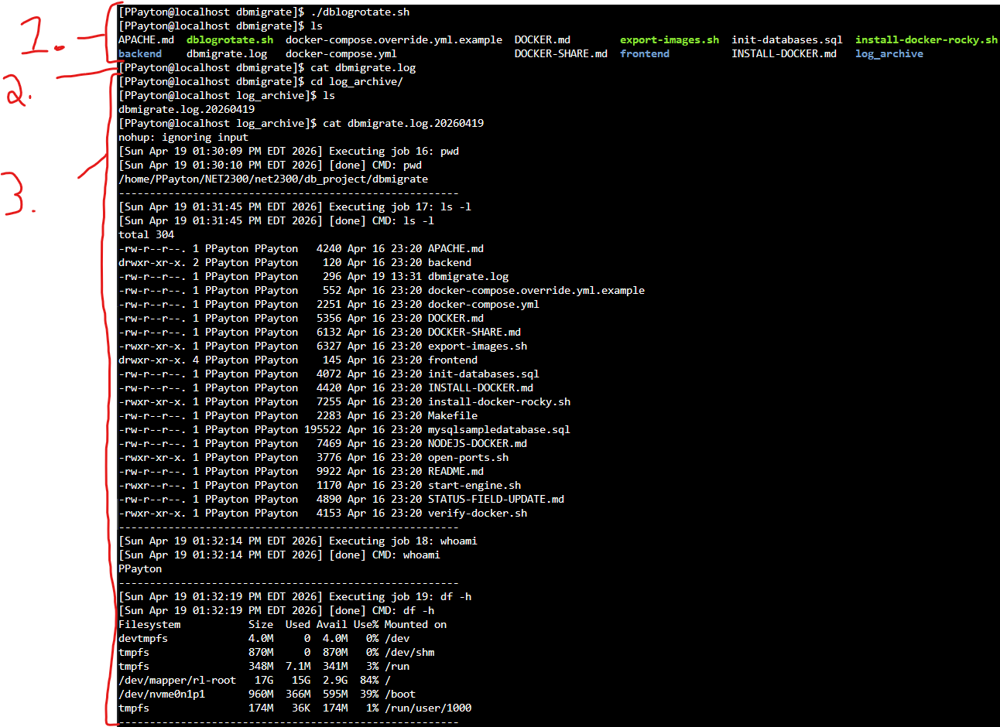 1.
[PPayton@localhost dbmigrate]$ ./dblogrotate.sh
[PPayton@localhost dbmigrate]$ ls
APACHE.md  dblogrotate.sh  docker-compose.override.yml.example  DOCKER.md        export-images.sh  init-databases.sql  install-docker-rocky.sh
backend    dbmigrate.log   docker-compose.yml                   DOCKER-SHARE.md  frontend          INSTALL-DOCKER.md   log_archive
2.
[PPayton@localhost dbmigrate]$ cat dbmigrate.log
3.
[PPayton@localhost dbmigrate]$ cd log_archive/
[PPayton@localhost log_archive]$ ls
dbmigrate.log.20260419
[PPayton@localhost log_archive]$ cat dbmigrate.log.20260419
nohup: ignoring input
[Sun Apr 19 01:30:09 PM EDT 2026] Executing job 16: pwd
[Sun Apr 19 01:30:10 PM EDT 2026] [done] CMD: pwd
/home/PPayton/NET2300/net2300/db_project/dbmigrate
-------------------------------------------------------
[Sun Apr 19 01:31:45 PM EDT 2026] Executing job 17: ls -l
[Sun Apr 19 01:31:45 PM EDT 2026] [done] CMD: ls -l
total 304
-rw-r--r--. 1 PPayton PPayton   4240 Apr 16 23:20 APACHE.md
drwxr-xr-x. 2 PPayton PPayton    120 Apr 16 23:20 backend
-rw-r--r--. 1 PPayton PPayton    296 Apr 19 13:31 dbmigrate.log
-rw-r--r--. 1 PPayton PPayton    552 Apr 16 23:20 docker-compose.override.yml.example
-rw-r--r--. 1 PPayton PPayton   2251 Apr 16 23:20 docker-compose.yml
-rw-r--r--. 1 PPayton PPayton   5356 Apr 16 23:20 DOCKER.md
-rw-r--r--. 1 PPayton PPayton   6132 Apr 16 23:20 DOCKER-SHARE.md
-rwxr-xr-x. 1 PPayton PPayton   6327 Apr 16 23:20 export-images.sh
drwxr-xr-x. 4 PPayton PPayton    145 Apr 16 23:20 frontend
-rw-r--r--. 1 PPayton PPayton   4072 Apr 16 23:20 init-databases.sql
-rw-r--r--. 1 PPayton PPayton   4420 Apr 16 23:20 INSTALL-DOCKER.md
-rwxr-xr-x. 1 PPayton PPayton   7255 Apr 16 23:20 install-docker-rocky.sh
-rw-r--r--. 1 PPayton PPayton   2283 Apr 16 23:20 Makefile
-rw-r--r--. 1 PPayton PPayton 195522 Apr 16 23:20 mysqlsampledatabase.sql
-rw-r--r--. 1 PPayton PPayton   7469 Apr 16 23:20 NODEJS-DOCKER.md
-rwxr-xr-x. 1 PPayton PPayton   3776 Apr 16 23:20 open-ports.sh
-rw-r--r--. 1 PPayton PPayton   9922 Apr 16 23:20 README.md
-rwxr--r--. 1 PPayton PPayton   1170 Apr 16 23:20 start-engine.sh
-rw-r--r--. 1 PPayton PPayton   4890 Apr 16 23:20 STATUS-FIELD-UPDATE.md
-rwxr-xr-x. 1 PPayton PPayton   4153 Apr 16 23:20 verify-docker.sh
-------------------------------------------------------
[Sun Apr 19 01:32:14 PM EDT 2026] Executing job 18: whoami
[Sun Apr 19 01:32:14 PM EDT 2026] [done] CMD: whoami
PPayton
-------------------------------------------------------
[Sun Apr 19 01:32:19 PM EDT 2026] Executing job 19: df -h
[Sun Apr 19 01:32:19 PM EDT 2026] [done] CMD: df -h
Filesystem           Size  Used Avail Use% Mounted on
devtmpfs             4.0M     0  4.0M   0% /dev
tmpfs                870M     0  870M   0% /dev/shm
tmpfs                348M  7.1M  341M   3% /run
/dev/mapper/rl-root   17G   15G  2.9G  84% /
/dev/nvme0n1p1       960M  366M  595M  39% /boot
tmpfs                174M   36K  174M   1% /run/user/1000
-------------------------------------------------------